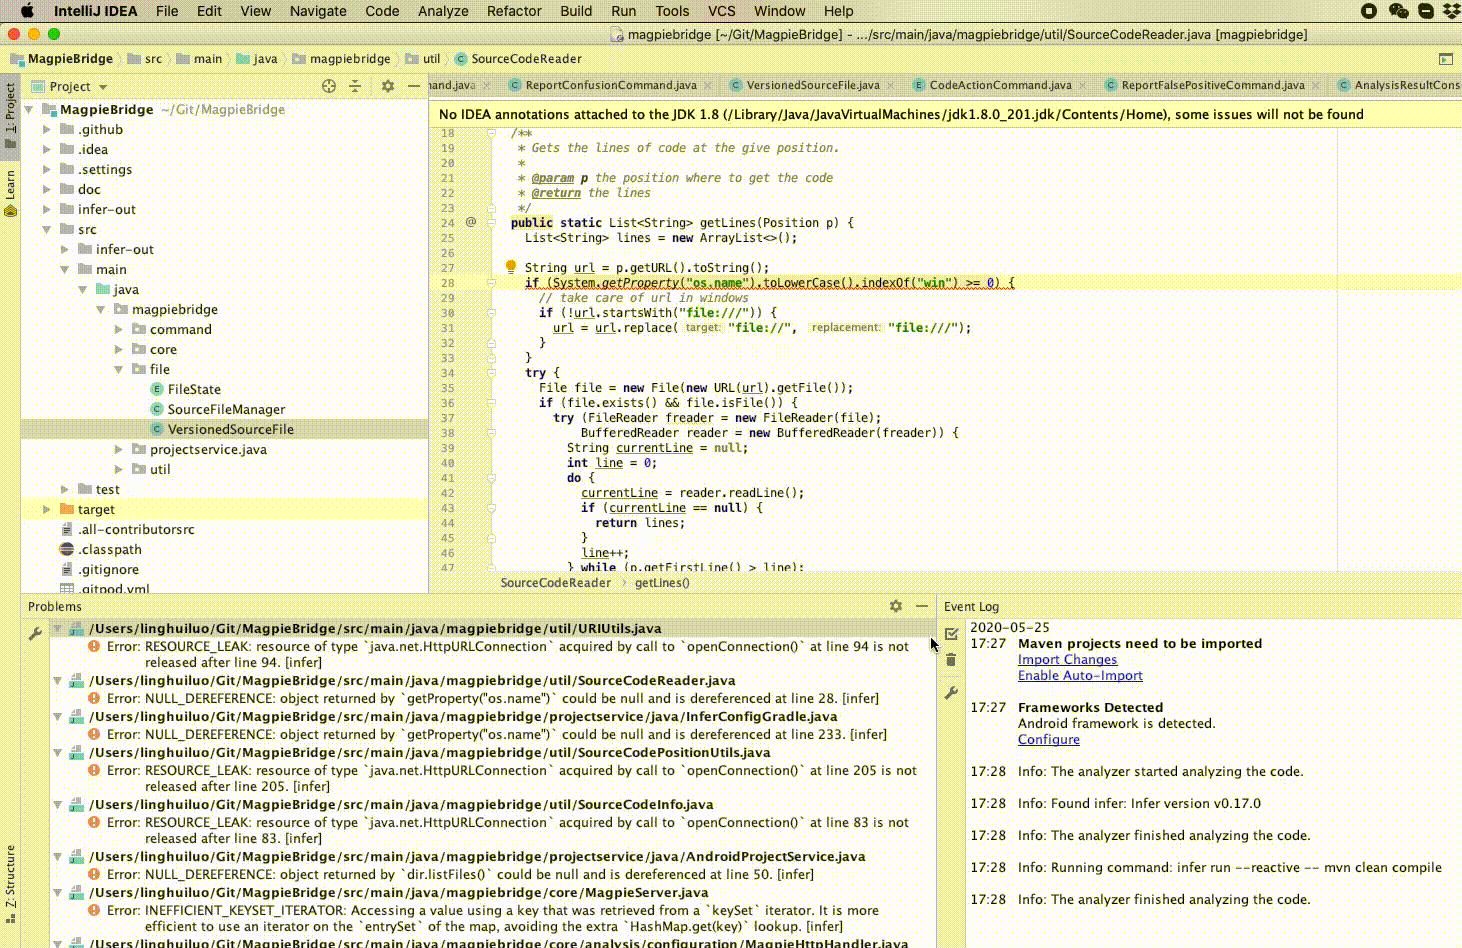 IntelliJ IDEA File Edit View Navigate Code Analyze Refactor Build Run Tools VCS Window Help
magpiebridge [~/Git/MagpieBridge] - .../src/main/java/magpiebridge/util/SourceCodeReader.java [magpiebridge]
MagpieBridge src main java magpiebridge util SourceCodeReader
1: Project
Learn
Z: Structure
Project
MagpieBridge ~/Git/MagpieBridge
.github
.idea
.settings
doc
infer-out
src
infer-out
main
java
magpiebridge
command
core
file
FileState
SourceFileManager
VersionedSourceFile
projectservice.java
util
test
target
.all-contributorsrc
.classpath
.gitignore
.gitpod.yml
mand.java ReportConfusionCommand.java VersionedSourceFile.java CodeActionCommand.java ReportFalsePositiveCommand.java AnalysisResultCons
No IDEA annotations attached to the JDK 1.8 (/Library/Java/JavaVirtualMachines/jdk1.8.0_201.jdk/Contents/Home), some issues will not be found
18 /**
19 * Gets the lines of code at the give position.
20 *
21 * @param p the position where to get the code
22 * @return the lines
23 */
24 @ public static List<String> getLines(Position p) {
25 List<String> lines = new ArrayList<>();
26
27 String url = p.getURL().toString();
28 if (System.getProperty("os.name").toLowerCase().indexOf("win") >= 0) {
29 // take care of url in windows
30 if (!url.startsWith("file:///")) {
31 url = url.replace( target: "file://", replacement: "file:///");
32 }
33 }
34 try {
35 File file = new File(new URL(url).getFile());
36 if (file.exists() && file.isFile()) {
37 try (FileReader freader = new FileReader(file);
38 BufferedReader reader = new BufferedReader(freader)) {
39 String currentLine = null;
40 int line = 0;
41 do {
42 currentLine = reader.readLine();
43 if (currentLine == null) {
44 return lines;
45 }
46 line++;
47 } while (p.getFirstLine() > line);
SourceCodeReader › getLines()
Problems
/Users/linghuiluo/Git/MagpieBridge/src/main/java/magpiebridge/util/URIUtils.java
Error: RESOURCE_LEAK: resource of type `java.net.HttpURLConnection` acquired by call to `openConnection()` at line 94 is not
released after line 94. [infer]
/Users/linghuiluo/Git/MagpieBridge/src/main/java/magpiebridge/util/SourceCodeReader.java
Error: NULL_DEREFERENCE: object returned by `getProperty("os.name")` could be null and is dereferenced at line 28. [infer]
/Users/linghuiluo/Git/MagpieBridge/src/main/java/magpiebridge/projectservice/java/InferConfigGradle.java
Error: NULL_DEREFERENCE: object returned by `getProperty("os.name")` could be null and is dereferenced at line 233. [infer]
/Users/linghuiluo/Git/MagpieBridge/src/main/java/magpiebridge/util/SourceCodePositionUtils.java
Error: RESOURCE_LEAK: resource of type `java.net.HttpURLConnection` acquired by call to `openConnection()` at line 205 is not
released after line 205. [infer]
/Users/linghuiluo/Git/MagpieBridge/src/main/java/magpiebridge/util/SourceCodeInfo.java
Error: RESOURCE_LEAK: resource of type `java.net.HttpURLConnection` acquired by call to `openConnection()` at line 83 is not
released after line 83. [infer]
/Users/linghuiluo/Git/MagpieBridge/src/main/java/magpiebridge/projectservice/java/AndroidProjectService.java
Error: NULL_DEREFERENCE: object returned by `dir.listFiles()` could be null and is dereferenced at line 50. [infer]
/Users/linghuiluo/Git/MagpieBridge/src/main/java/magpiebridge/core/MagpieServer.java
Error: INEFFICIENT_KEYSET_ITERATOR: Accessing a value using a key that was retrieved from a `keySet` iterator. It is more
efficient to use an iterator on the `entrySet` of the map, avoiding the extra `HashMap.get(key)` lookup. [infer]
/Users/linghuiluo/Git/MagpieBridge/src/main/java/magpiebridge/core/analysis/configuration/MagpieHttpHandler.java
Event Log
2020-05-25
17:27 Maven projects need to be imported
Import Changes
Enable Auto-Import
17:27 Frameworks Detected
Android framework is detected.
Configure
17:28 Info: The analyzer started analyzing the code.
17:28 Info: Found infer: Infer version v0.17.0
17:28 Info: The analyzer finished analyzing the code.
17:28 Info: Running command: infer run --reactive -- mvn clean compile
17:28 Info: The analyzer finished analyzing the code.